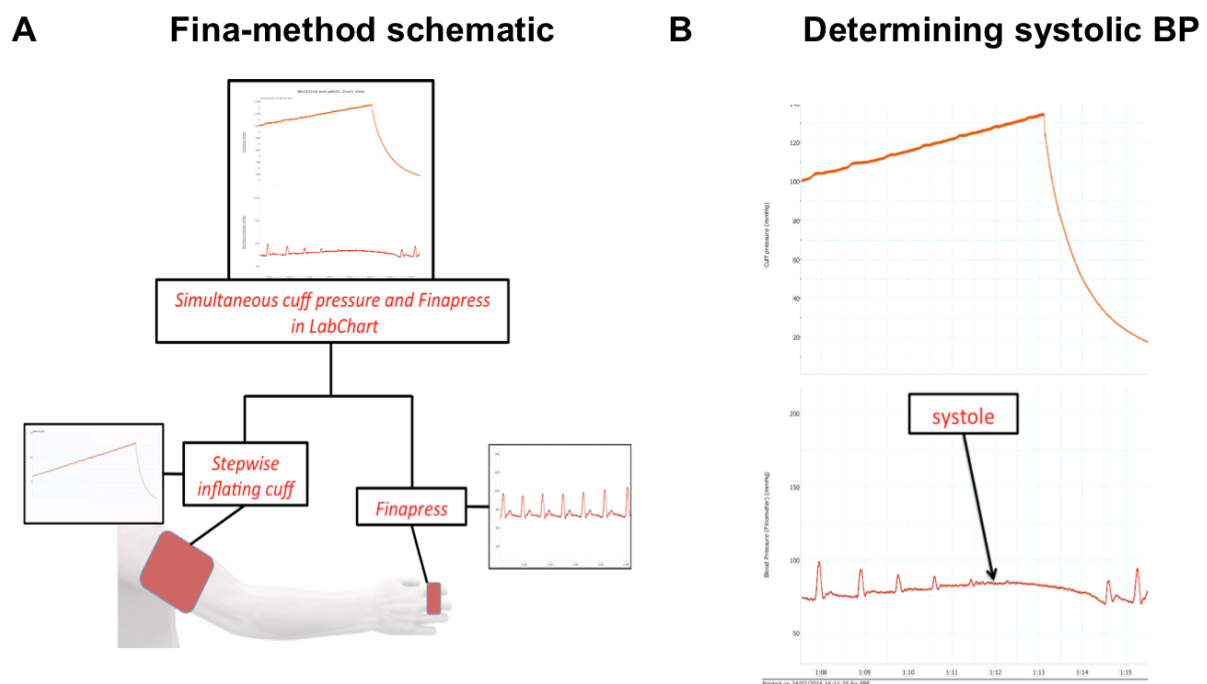 A
Fina-method schematic
B
Determining systolic BP
Simultaneous cuff pressure and Finapress
in LabChart
Stepwise
inflating cuff
Finapress
140
120
100
80
60
40
20
Cuff pressure (mmHg)
systole
200
150
100
50
Blood Pressure (Finometer) (mmHg)
1:08
1:09
1:10
1:11
1:12
1:13
1:14
1:15